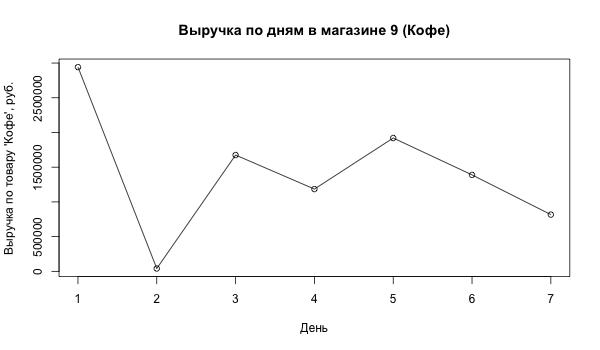 Выручка по дням в магазине 9 (Кофе)
Выручка по товару 'Кофе', руб.
2500000
1500000
500000
0
1 2 3 4 5 6 7
День